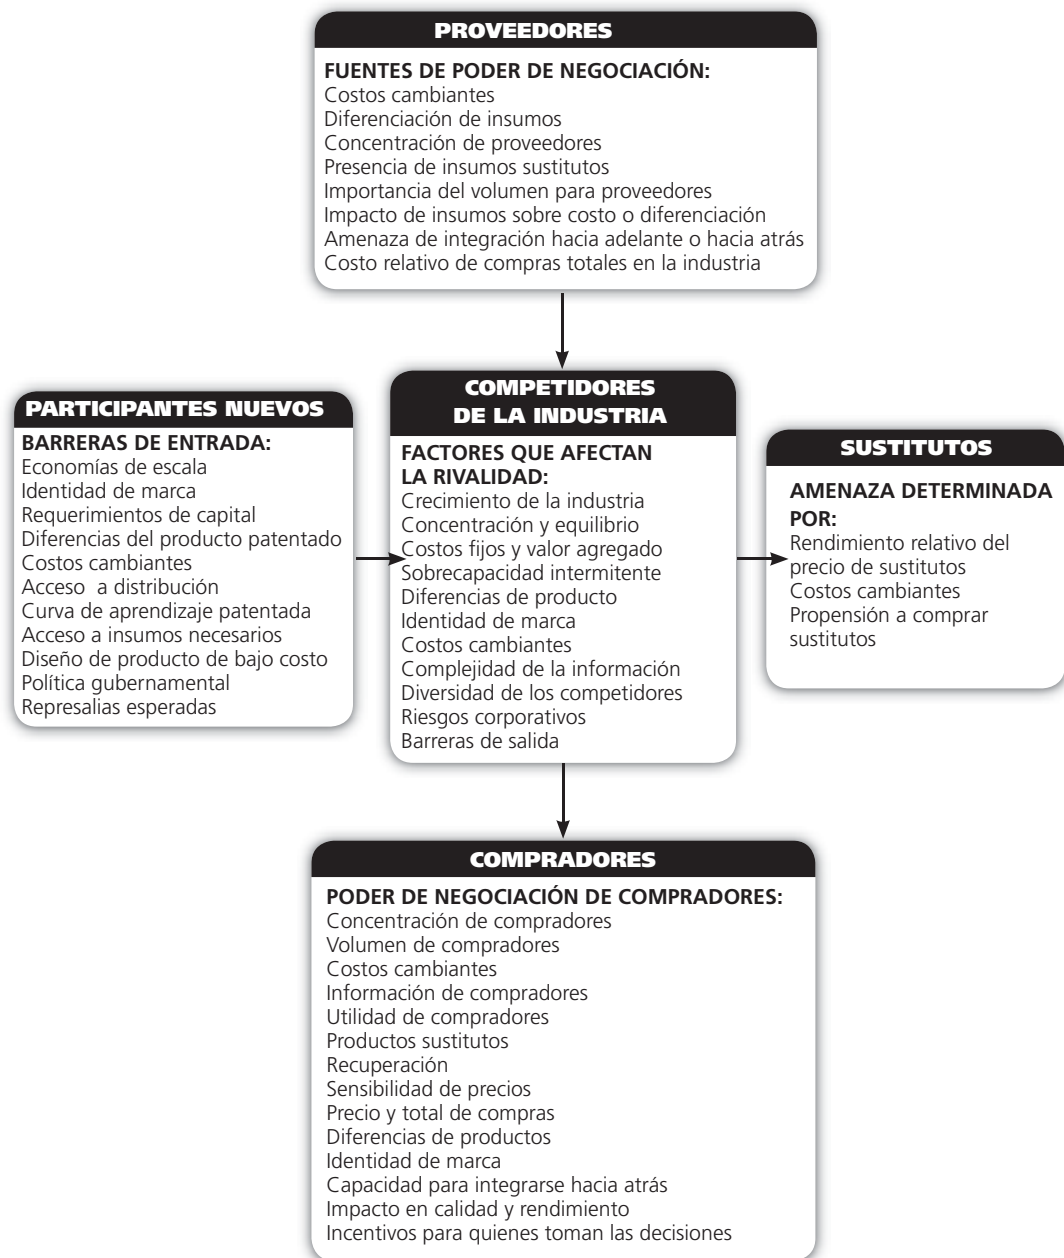 PROVEEDORES
FUENTES DE PODER DE NEGOCIACIÓN:
Costos cambiantes
Diferenciación de insumos
Concentración de proveedores
Presencia de insumos sustitutos
Importancia del volumen para proveedores
Impacto de insumos sobre costo o diferenciación
Amenaza de integración hacia adelante o hacia atrás
Costo relativo de compras totales en la industria
PARTICIPANTES NUEVOS
BARRERAS DE ENTRADA:
Economías de escala
Identidad de marca
Requerimientos de capital
Diferencias del producto patentado
Costos cambiantes
Acceso a distribución
Curva de aprendizaje patentada
Acceso a insumos necesarios
Diseño de producto de bajo costo
Política gubernamental
Represalias esperadas
COMPETIDORES
DE LA INDUSTRIA
FACTORES QUE AFECTAN
LA RIVALIDAD:
Crecimiento de la industria
Concentración y equilibrio
Costos fijos y valor agregado
Sobrecapacidad intermitente
Diferencias de producto
Identidad de marca
Costos cambiantes
Complejidad de la información
Diversidad de los competidores
Riesgos corporativos
Barreras de salida
SUSTITUTOS
AMENAZA DETERMINADA
POR:
Rendimiento relativo del
precio de sustitutos
Costos cambiantes
Propensión a comprar
sustitutos
COMPRADORES
PODER DE NEGOCIACIÓN DE COMPRADORES:
Concentración de compradores
Volumen de compradores
Costos cambiantes
Información de compradores
Utilidad de compradores
Productos sustitutos
Recuperación
Sensibilidad de precios
Precio y total de compras
Diferencias de productos
Identidad de marca
Capacidad para integrarse hacia atrás
Impacto en calidad y rendimiento
Incentivos para quienes toman las decisiones